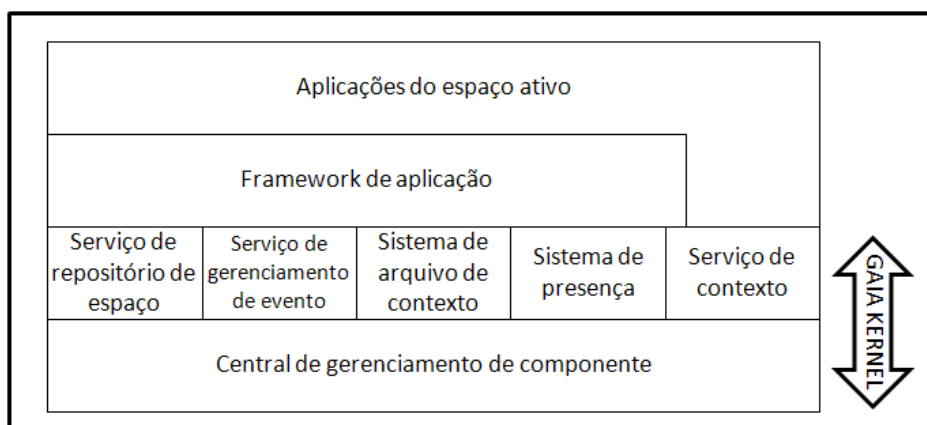 Aplicações do espaço ativo
Framework de aplicação
Serviço de
repositório de
espaço
Serviço de
gerenciamento
de evento
Sistema de
arquivo de
contexto
Sistema de
presença
Serviço de
contexto
GAIA KERNEL
Central de gerenciamento de componente